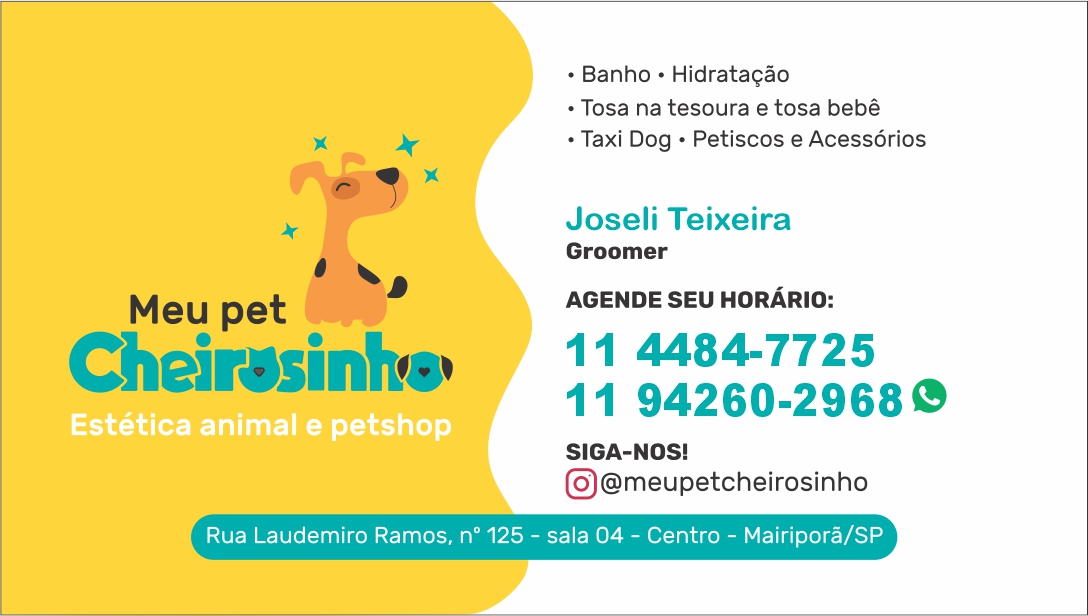 Meu pet
Cheirosinho
Estética animal e petshop
• Banho • Hidratação
• Tosa na tesoura e tosa bebê
• Taxi Dog • Petiscos e Acessórios
Joseli Teixeira
Groomer
AGENDE SEU HORÁRIO:
11 4484-7725
11 94260-2968
SIGA-NOS!
@meupetcheirosinho
Rua Laudemiro Ramos, nº 125 - sala 04 - Centro - Mairiporã/SP